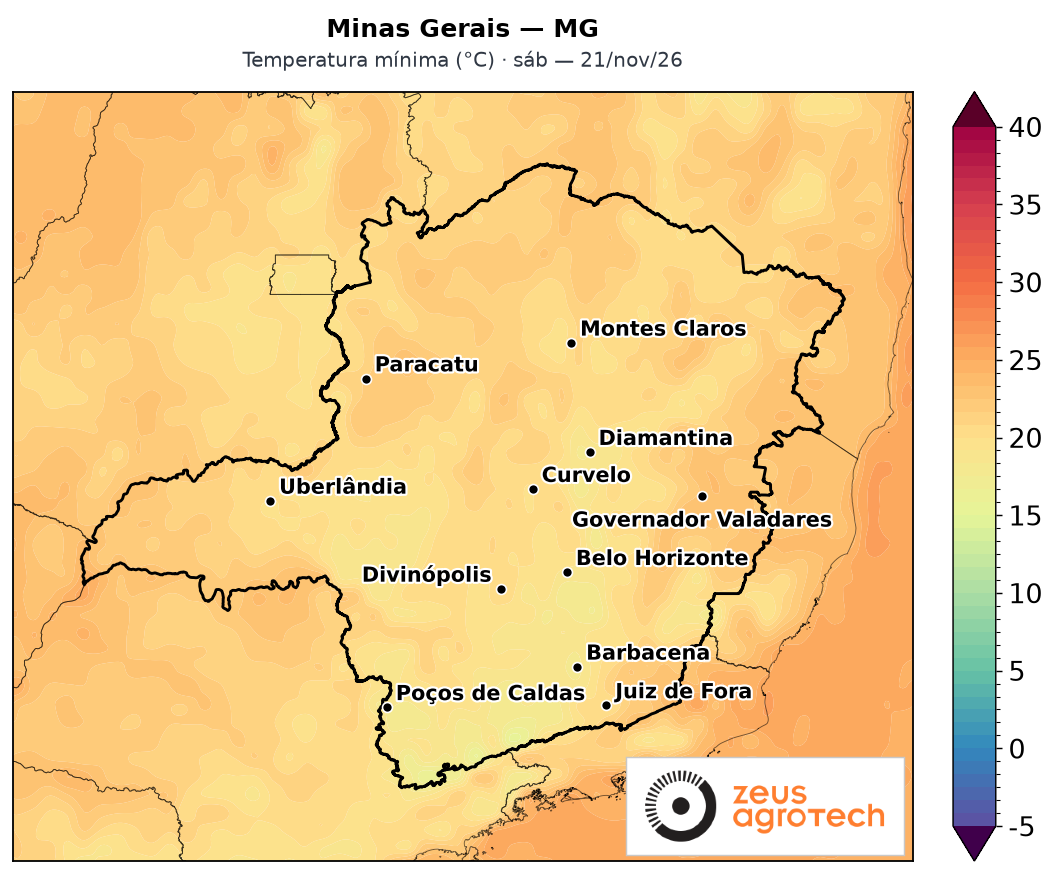 Minas Gerais — MG
Temperatura mínima (°C) · sáb — 21/nov/26
40
35
30
25
20
15
10
5
0
-5
Montes Claros
Paracatu
Diamantina
Curvelo
Uberlândia
Governador Valadares
Belo Horizonte
Divinópolis
Barbacena
Poços de Caldas
Juiz de Fora
zeus
agrotech